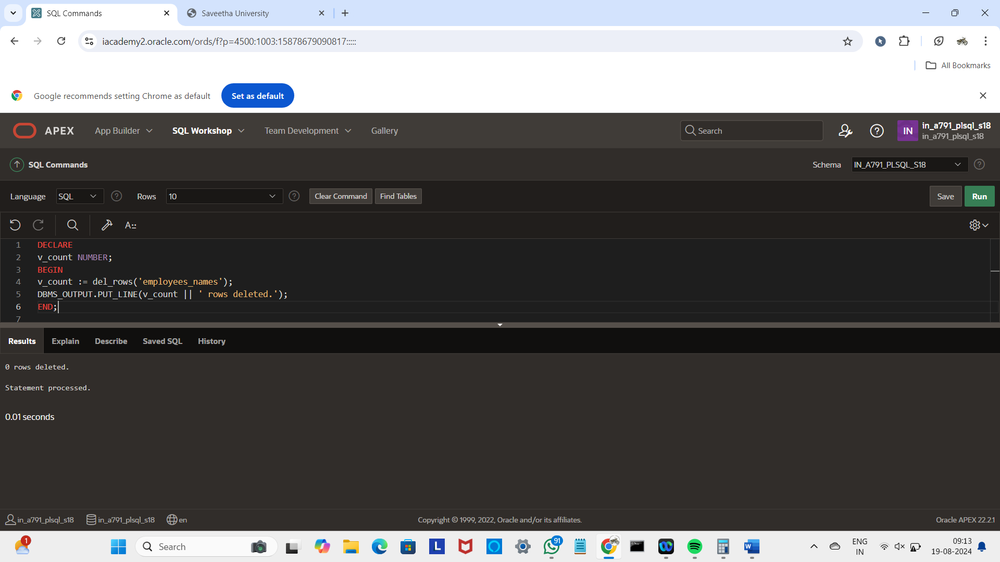 SQL Commands
Saveetha University
iacademy2.oracle.com/ords/f?p=4500:1003:15878679090817:::::
All Bookmarks
Google recommends setting Chrome as default
Set as default
APEX
App Builder
SQL Workshop
Team Development
Gallery
Search
IN
in_a791_plsql_s18
in_a791_plsql_s18
SQL Commands
Schema
IN_A791_PLSQL_S18
Language
SQL
Rows
10
Clear Command
Find Tables
Save
Run
A::
1 DECLARE
2 v_count NUMBER;
3 BEGIN
4 v_count := del_rows('employees_names');
5 DBMS_OUTPUT.PUT_LINE(v_count || ' rows deleted.');
6 END;
7
Results
Explain
Describe
Saved SQL
History
0 rows deleted.
Statement processed.
0.01 seconds
in_a791_plsql_s18
in_a791_plsql_s18
en
Copyright © 1999, 2022, Oracle and/or its affiliates.
Oracle APEX 22.2.1
1
Search
L
91
W
ENG
IN
09:13
19-08-2024